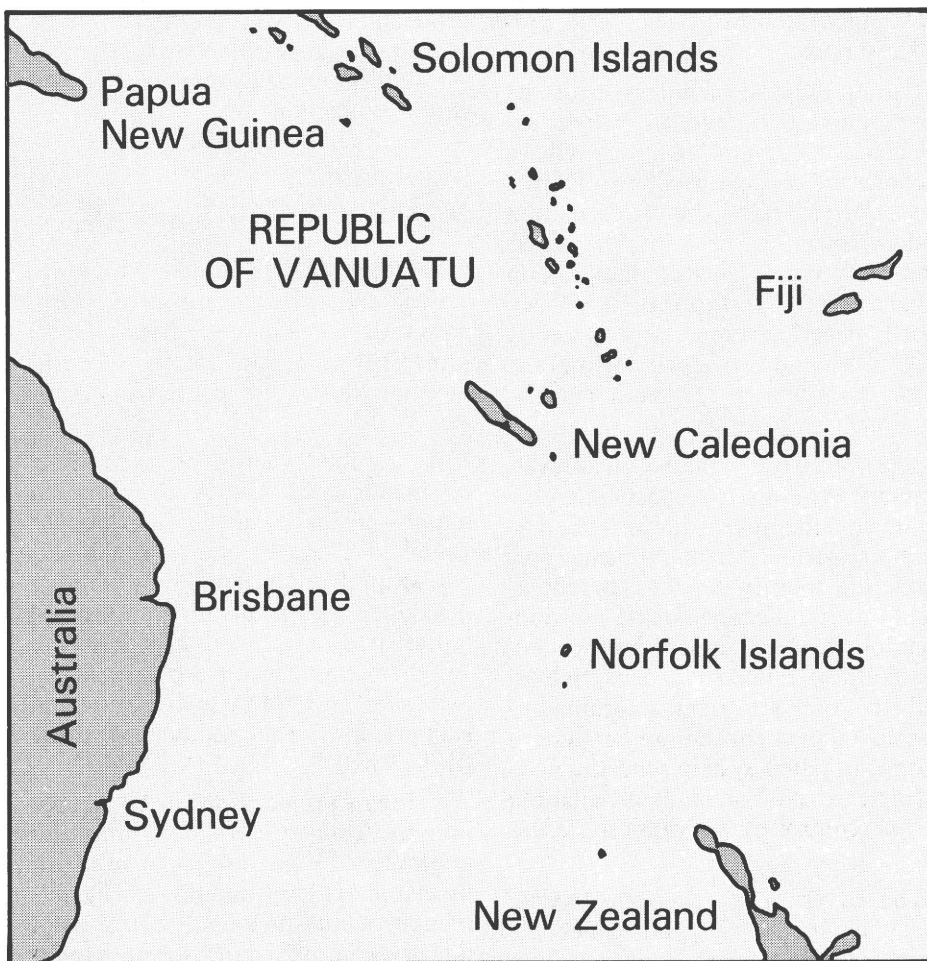 Solomon Islands
Papua
New Guinea
REPUBLIC
OF VANUATU
Fiji
New Caledonia
Brisbane
Australia
Norfolk Islands
Sydney
New Zealand